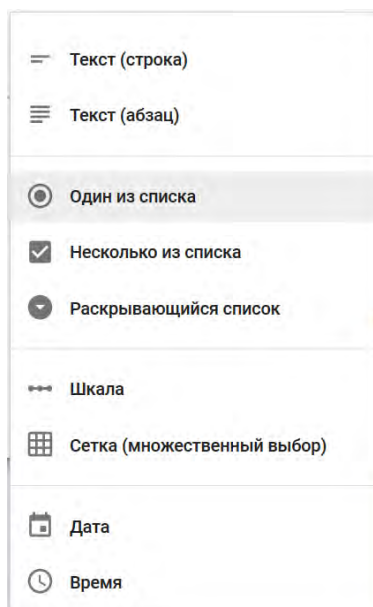 Текст (строка)
Текст (абзац)
Один из списка
Несколько из списка
Раскрывающийся список
Шкала
Сетка (множественный выбор)
Дата
Время